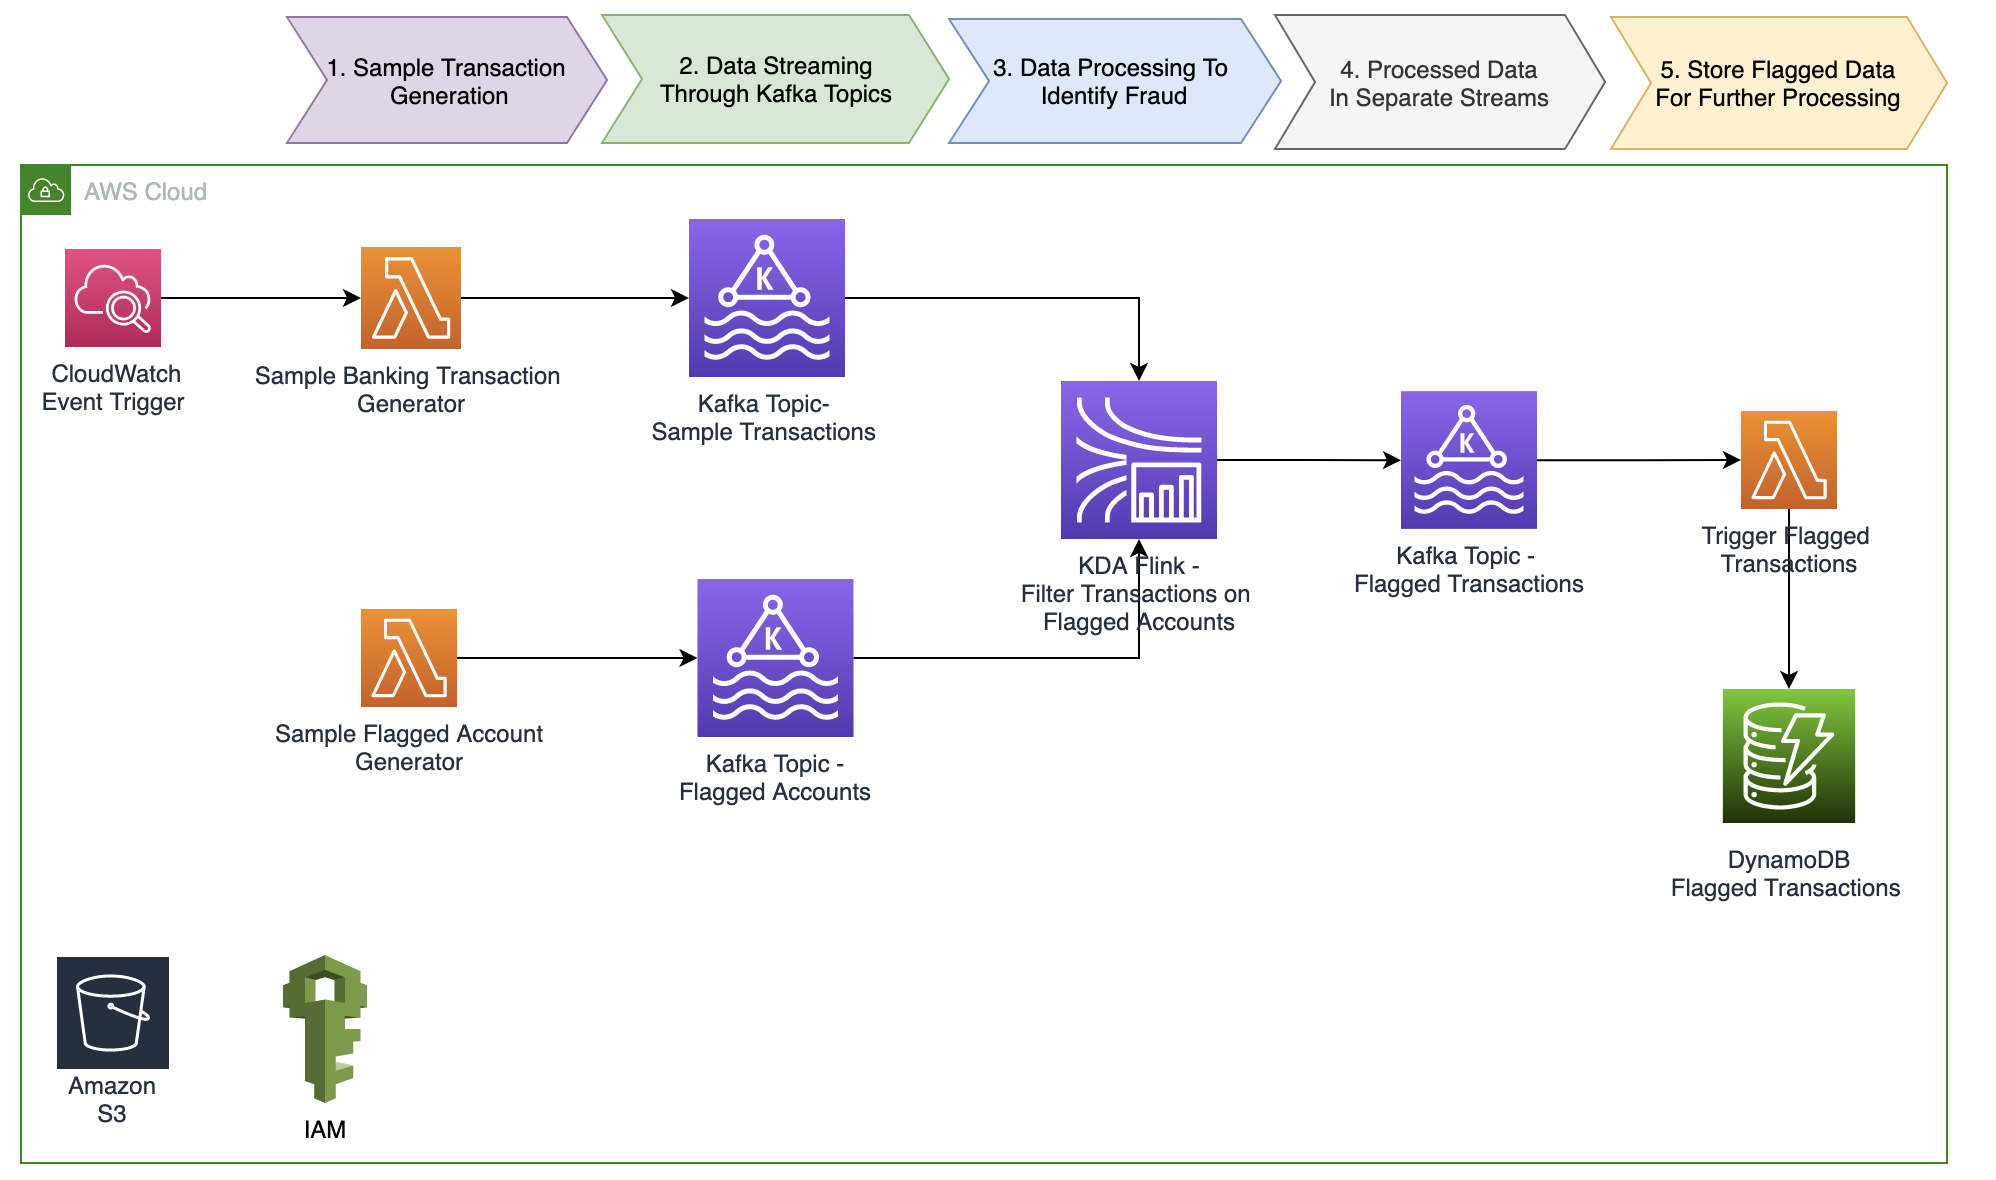 1. Sample Transaction
Generation
2. Data Streaming
Through Kafka Topics
3. Data Processing To
Identify Fraud
4. Processed Data
In Separate Streams
5. Store Flagged Data
For Further Processing
AWS Cloud
CloudWatch
Event Trigger
Sample Banking Transaction
Generator
K
Kafka Topic-
Sample Transactions
KDA Flink -
Filter Transactions on
Flagged Accounts
K
Kafka Topic -
Flagged Transactions
Trigger Flagged
Transactions
Sample Flagged Account
Generator
K
Kafka Topic -
Flagged Accounts
DynamoDB
Flagged Transactions
Amazon
S3
IAM